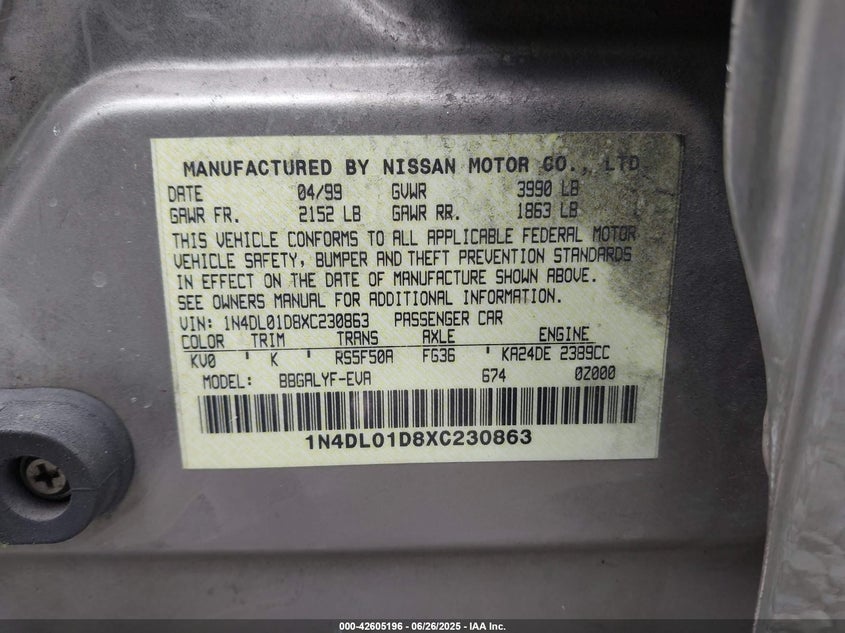 MANUFACTURED BY NISSAN MOTOR CO., LTD
DATE 04/99 GVWR 3990 LB
GAWR FR. 2152 LB GAWR RR. 1863 LB
THIS VEHICLE CONFORMS TO ALL APPLICABLE FEDERAL MOTOR
VEHICLE SAFETY, BUMPER AND THEFT PREVENTION STANDARDS
IN EFFECT ON THE DATE OF MANUFACTURE SHOWN ABOVE.
SEE OWNERS MANUAL FOR ADDITIONAL INFORMATION.
VIN: 1N4DL01D8XC230863 PASSENGER CAR
COLOR TRIM TRANS AXLE ENGINE
KV0 K RS5F50A FG36 KA24DE 2389CC
MODEL: BBGALYF-EVA 674 0Z000
1N4DL01D8XC230863
000-42605196 - 06/26/2025 - IAA Inc.